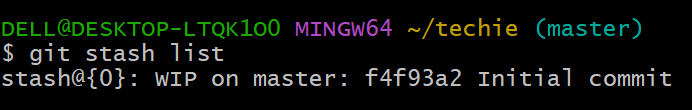 DELL@DESKTOP-LTQK1O0 MINGW64 ~/techie (master)
$ git stash list
stash@{0}: WIP on master: f4f93a2 Initial commit